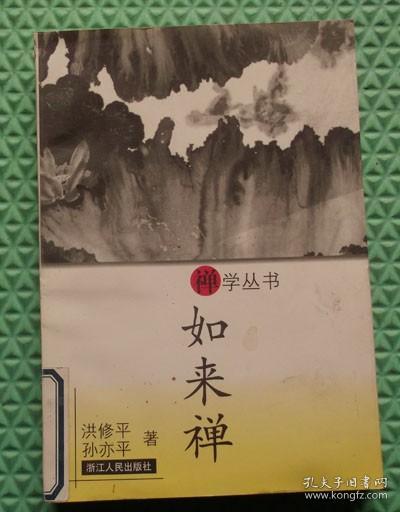 禅学丛书
如来禅
洪修平
孙亦平
著
浙江人民出版社
孔夫子旧书网
www.kongfz.com